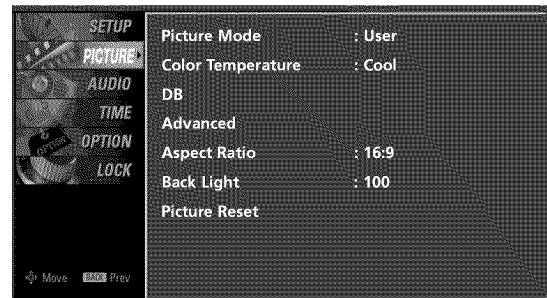 SETUP
PICTURE
AUDIO
TIME
OPTION
LOCK
Picture Mode : User
Color Temperature : Cool
DB
Advanced
Aspect Ratio : 16:9
Back Light : 100
Picture Reset
Move BACK Prev
OPTION